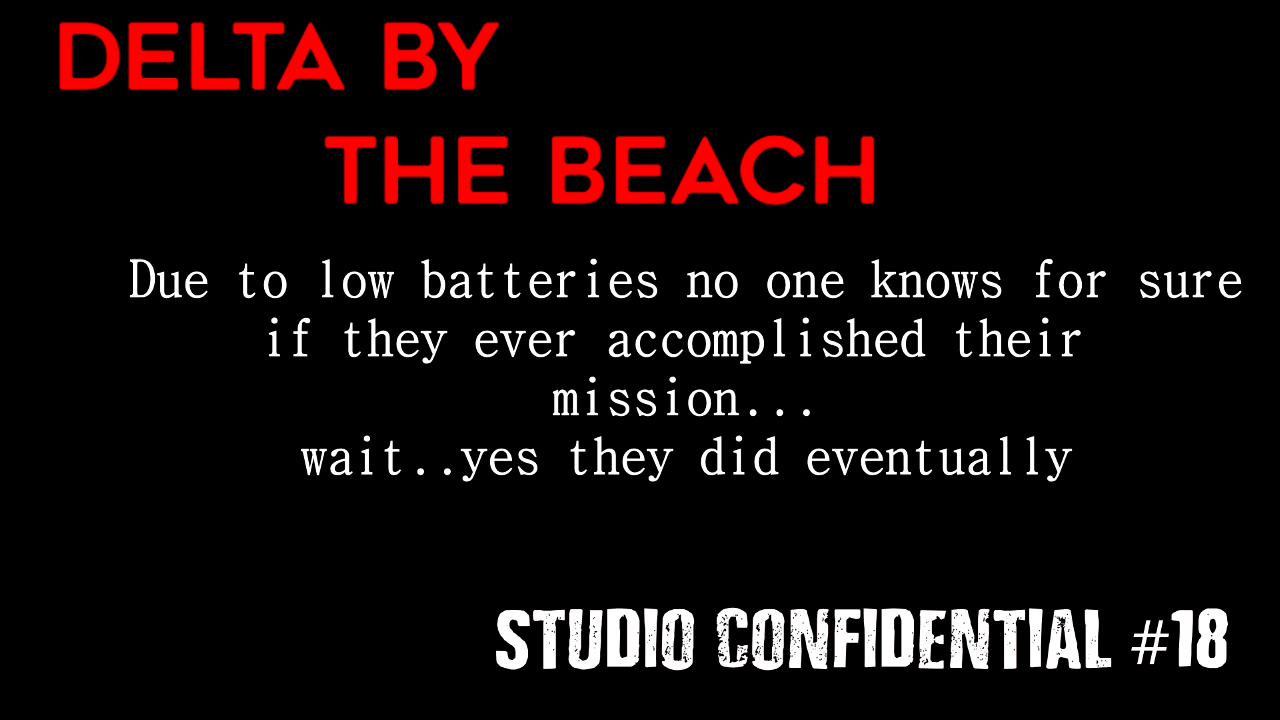 DELTA BY
THE BEACH
Due to low batteries no one knows for sure
if they ever accomplished their
mission...
wait..yes they did eventually
STUDIO CONFIDENTIAL #18